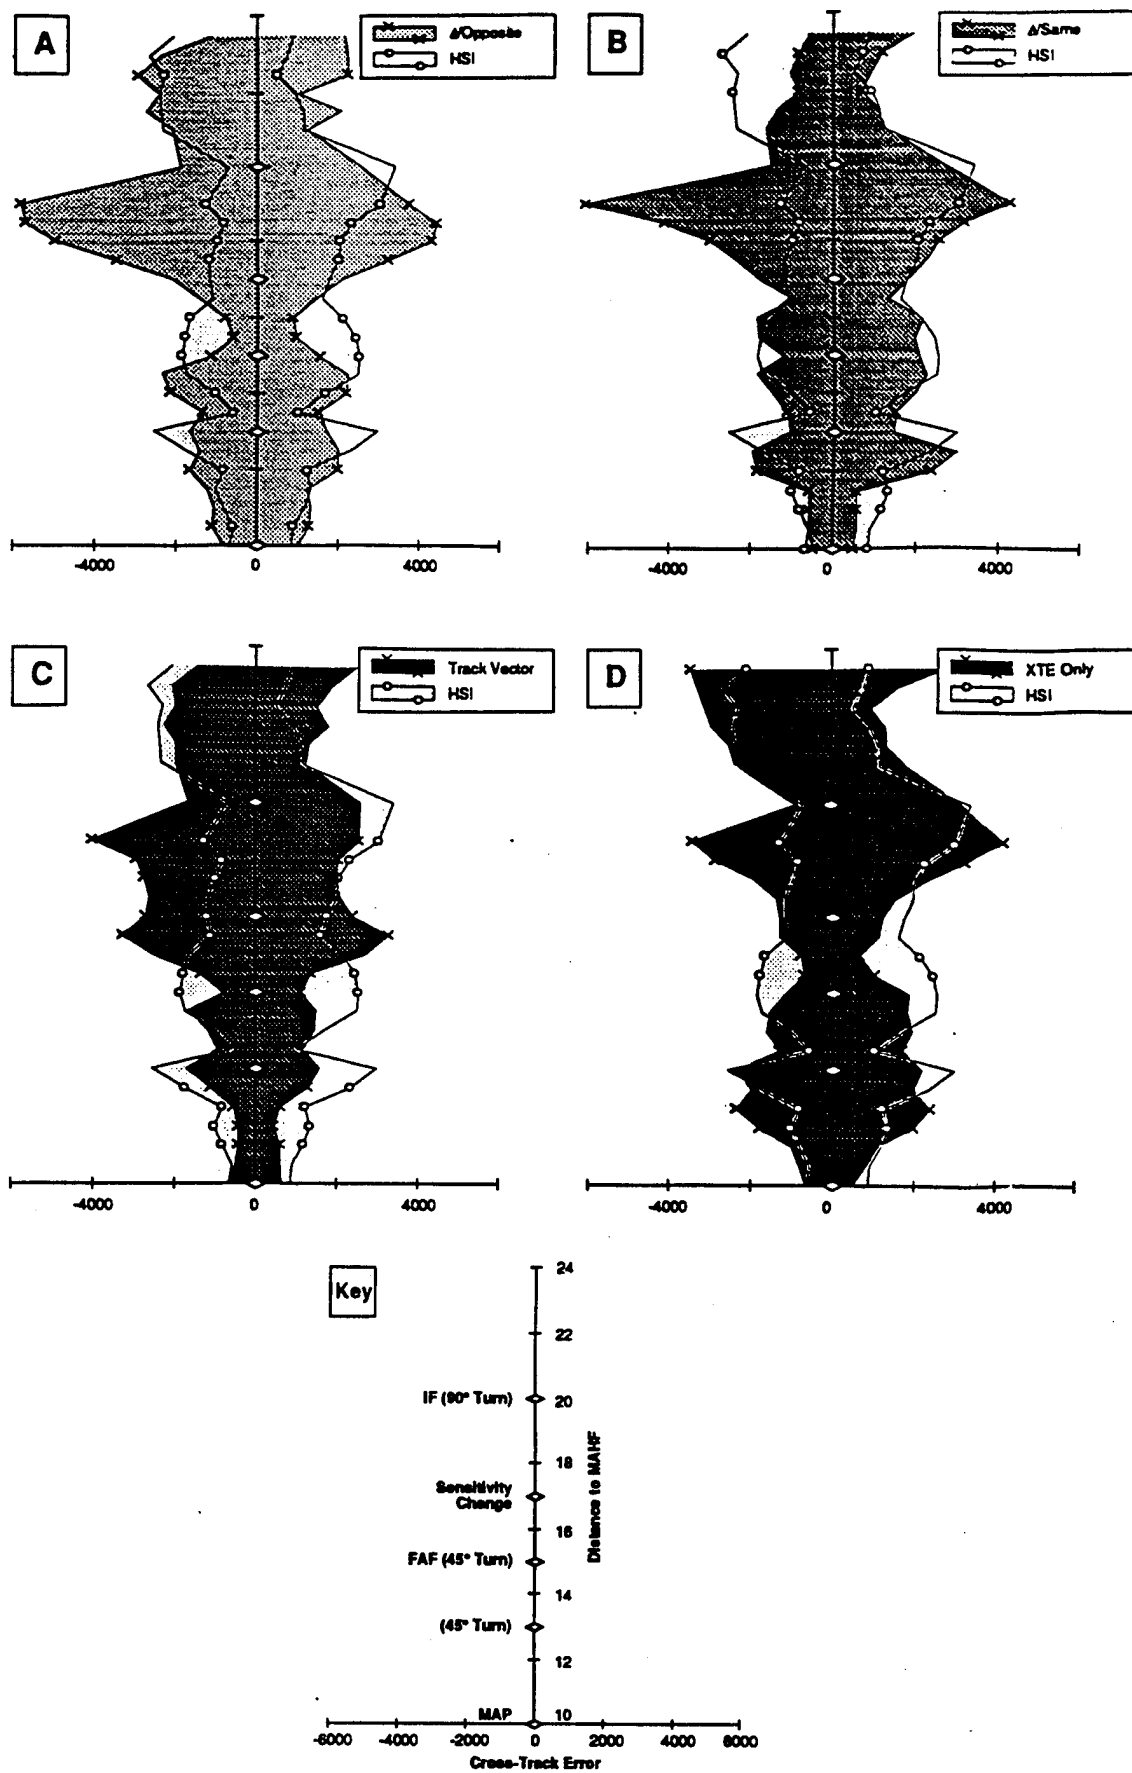 A
Δ/Opposite
HSI
-4000 0 4000
B
Δ/Same
HSI
-4000 0 4000
C
Track Vector
HSI
-4000 0 4000
D
XTE Only
HSI
-4000 0 4000
Key
24
22
IF (90° Turn) 20
18
Sensitivity
Change
16
FAF (45° Turn) 15
14
(45° Turn) 13
12
MAP 10
Distance to MAHF
-6000 -4000 -2000 0 2000 4000 6000
Cross-Track Error